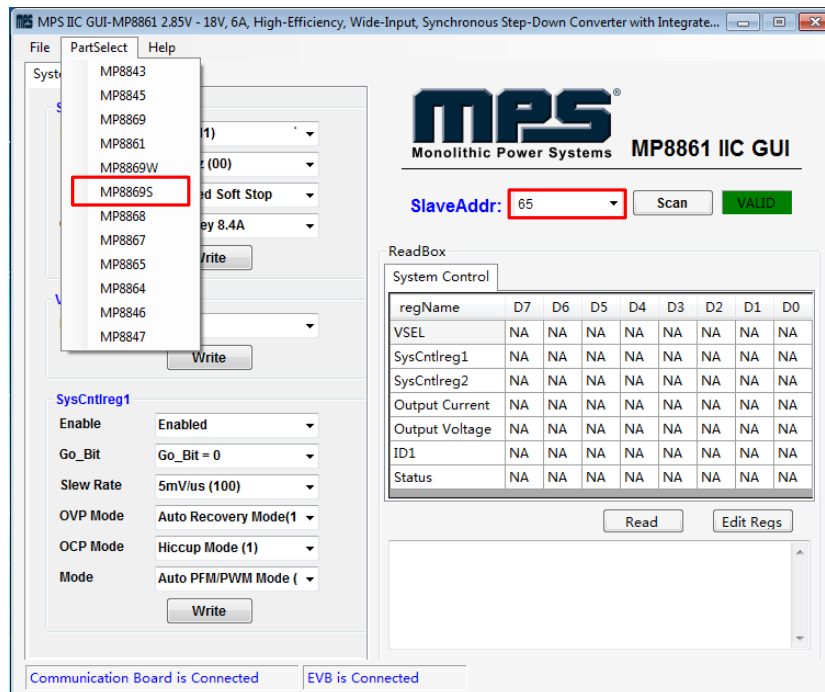 MPS IIC GUI-MP8861 2.85V - 18V, 6A, High-Efficiency, Wide-Input, Synchronous Step-Down Converter with Integrate...
File PartSelect Help
MP8843
MP8845
MP8869
MP8861
MP8869W
MP8869S
MP8868
MP8867
MP8865
MP8864
MP8846
MP8847
(00)
ed Soft Stop
ey 8.4A
Write
SysCntlreg1
Enable Enabled
Go_Bit Go_Bit = 0
Slew Rate 5mV/us (100)
OVP Mode Auto Recovery Mode(1
OCP Mode Hiccup Mode (1)
Mode Auto PFM/PWM Mode (
Write
MPS®
Monolithic Power Systems MP8861 IIC GUI
SlaveAddr: 65 Scan VALID
ReadBox
System Control
regName D7 D6 D5 D4 D3 D2 D1 D0
VSEL NA NA NA NA NA NA NA NA
SysCntlreg1 NA NA NA NA NA NA NA NA
SysCntlreg2 NA NA NA NA NA NA NA NA
Output Current NA NA NA NA NA NA NA NA
Output Voltage NA NA NA NA NA NA NA NA
ID1 NA NA NA NA NA NA NA NA
Status NA NA NA NA NA NA NA NA
Read Edit Regs
Communication Board is Connected EVB is Connected